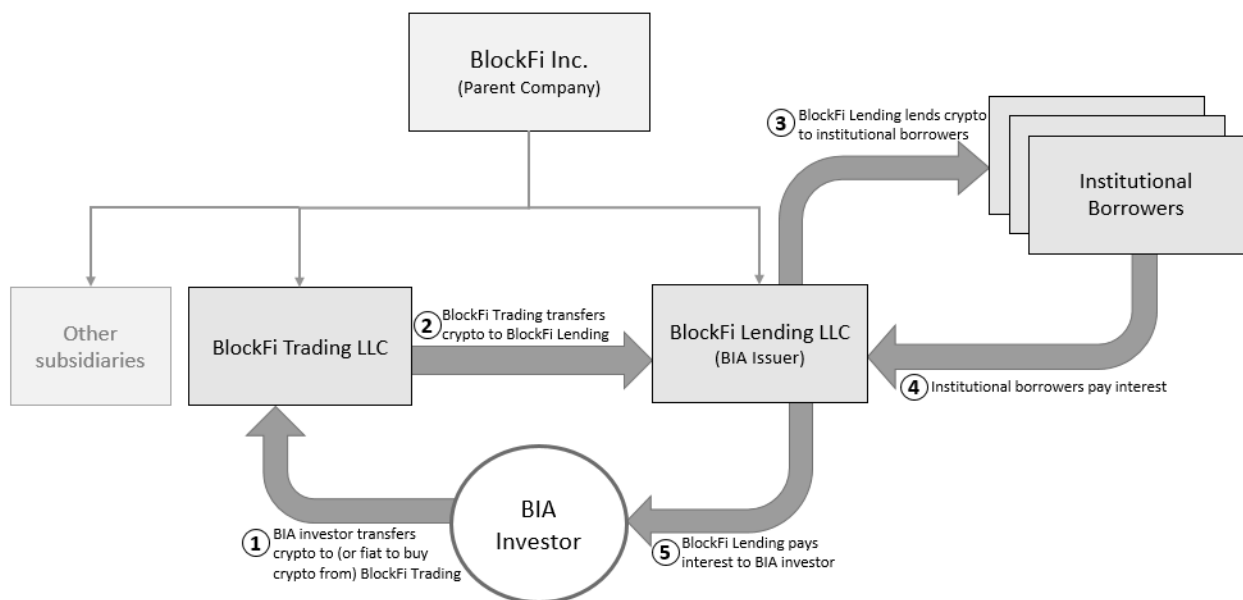 BlockFi Inc.
(Parent Company)
3
BlockFi Lending lends crypto
to institutional borrowers
Institutional
Borrowers
Other
subsidiaries
BlockFi Trading LLC
2
BlockFi Trading transfers
crypto to BlockFi Lending
BlockFi Lending LLC
(BIA Issuer)
4
Institutional borrowers pay interest
BIA
Investor
1
BIA investor transfers
crypto to (or fiat to buy
crypto from) BlockFi Trading
5
BlockFi Lending pays
interest to BIA investor